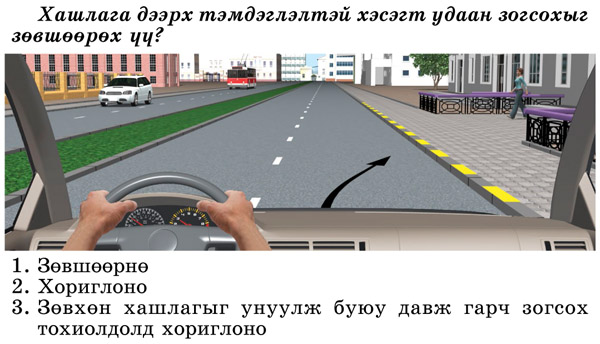 Хашлага дээрх тэмдэглэлтэй хэсэгт удаан зогсохыг
зөвшөөрөх үү?
1. Зөвшөөрнө
2. Хориглоно
3. Зөвхөн хашлагыг унуулж буюу давж гарч зогсох
тохиолдолд хориглоно